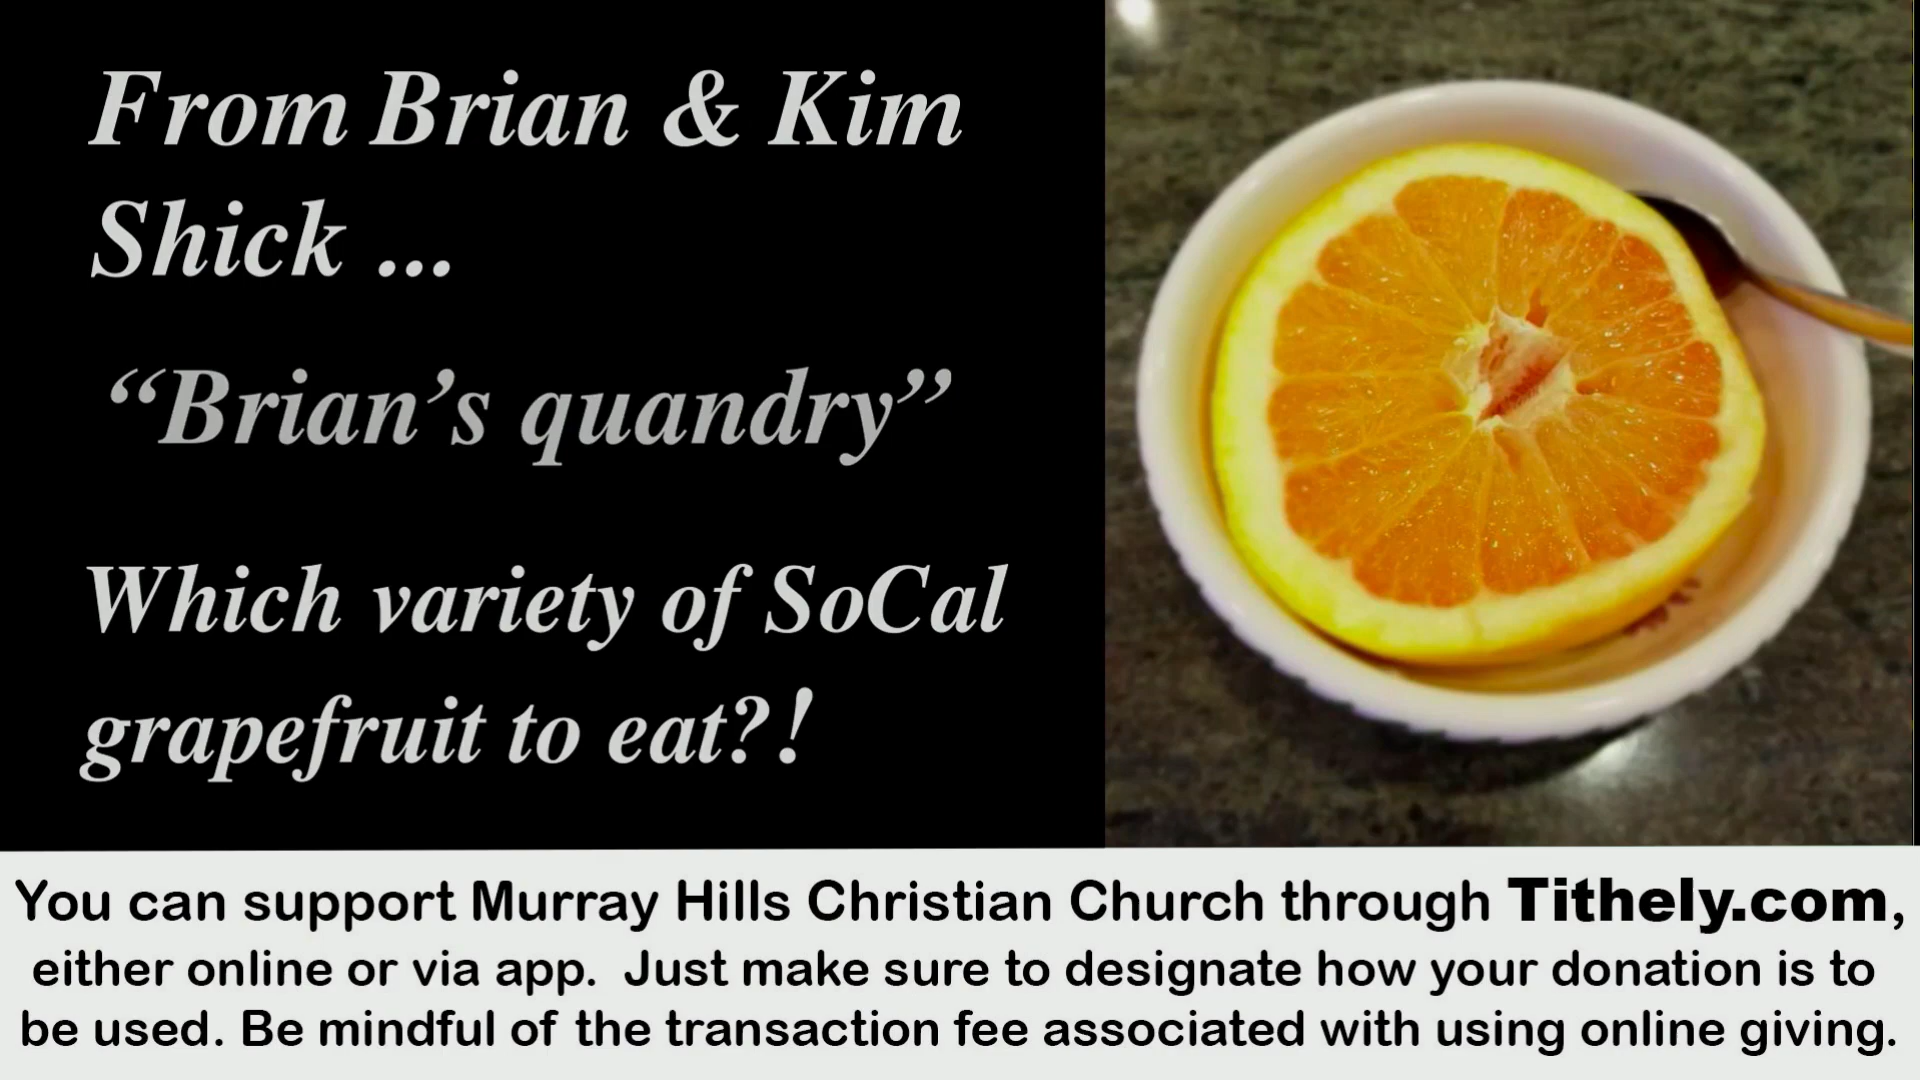 From Brian & Kim
Shick ...
“Brian’s quandry”
Which variety of SoCal
grapefruit to eat?!
You can support Murray Hills Christian Church through Tithely.com,
either online or via app.  Just make sure to designate how your donation is to
be used. Be mindful of the transaction fee associated with using online giving.